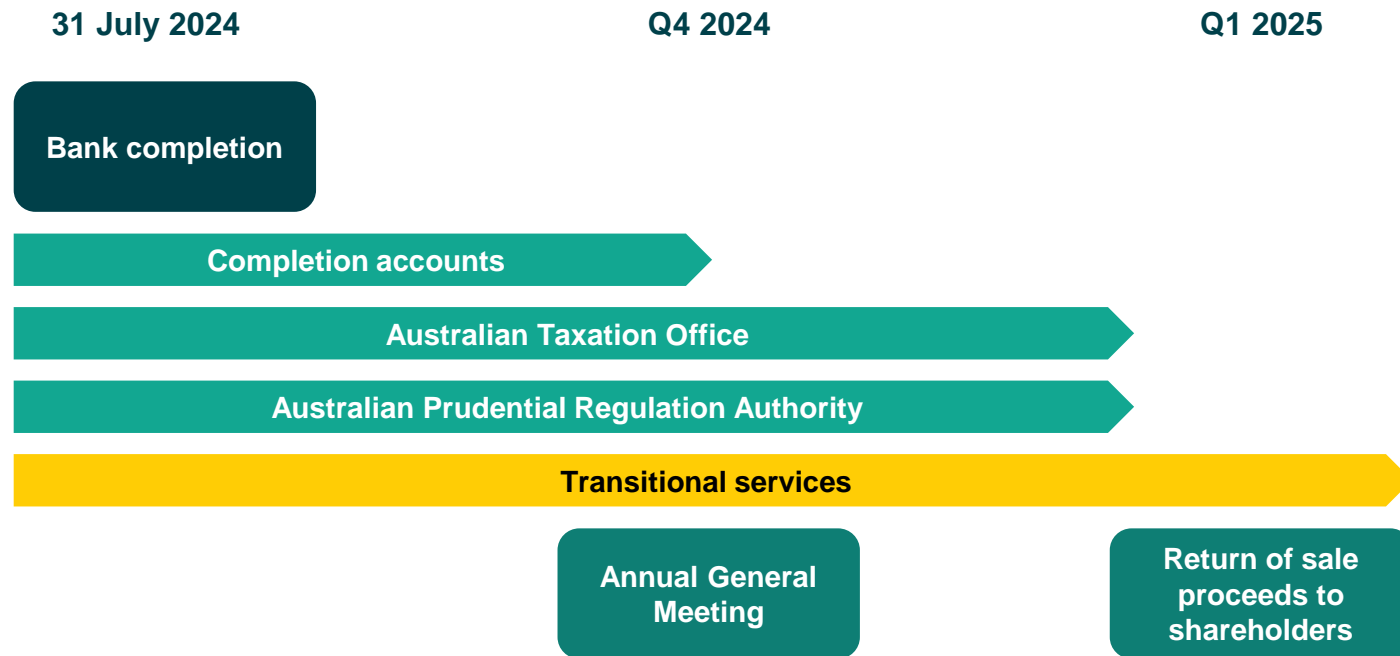 31 July 2024
Q4 2024
Q1 2025
Bank completion
Completion accounts
Australian Taxation Office
Australian Prudential Regulation Authority
Transitional services
Annual General
Meeting
Return of sale
proceeds to
shareholders